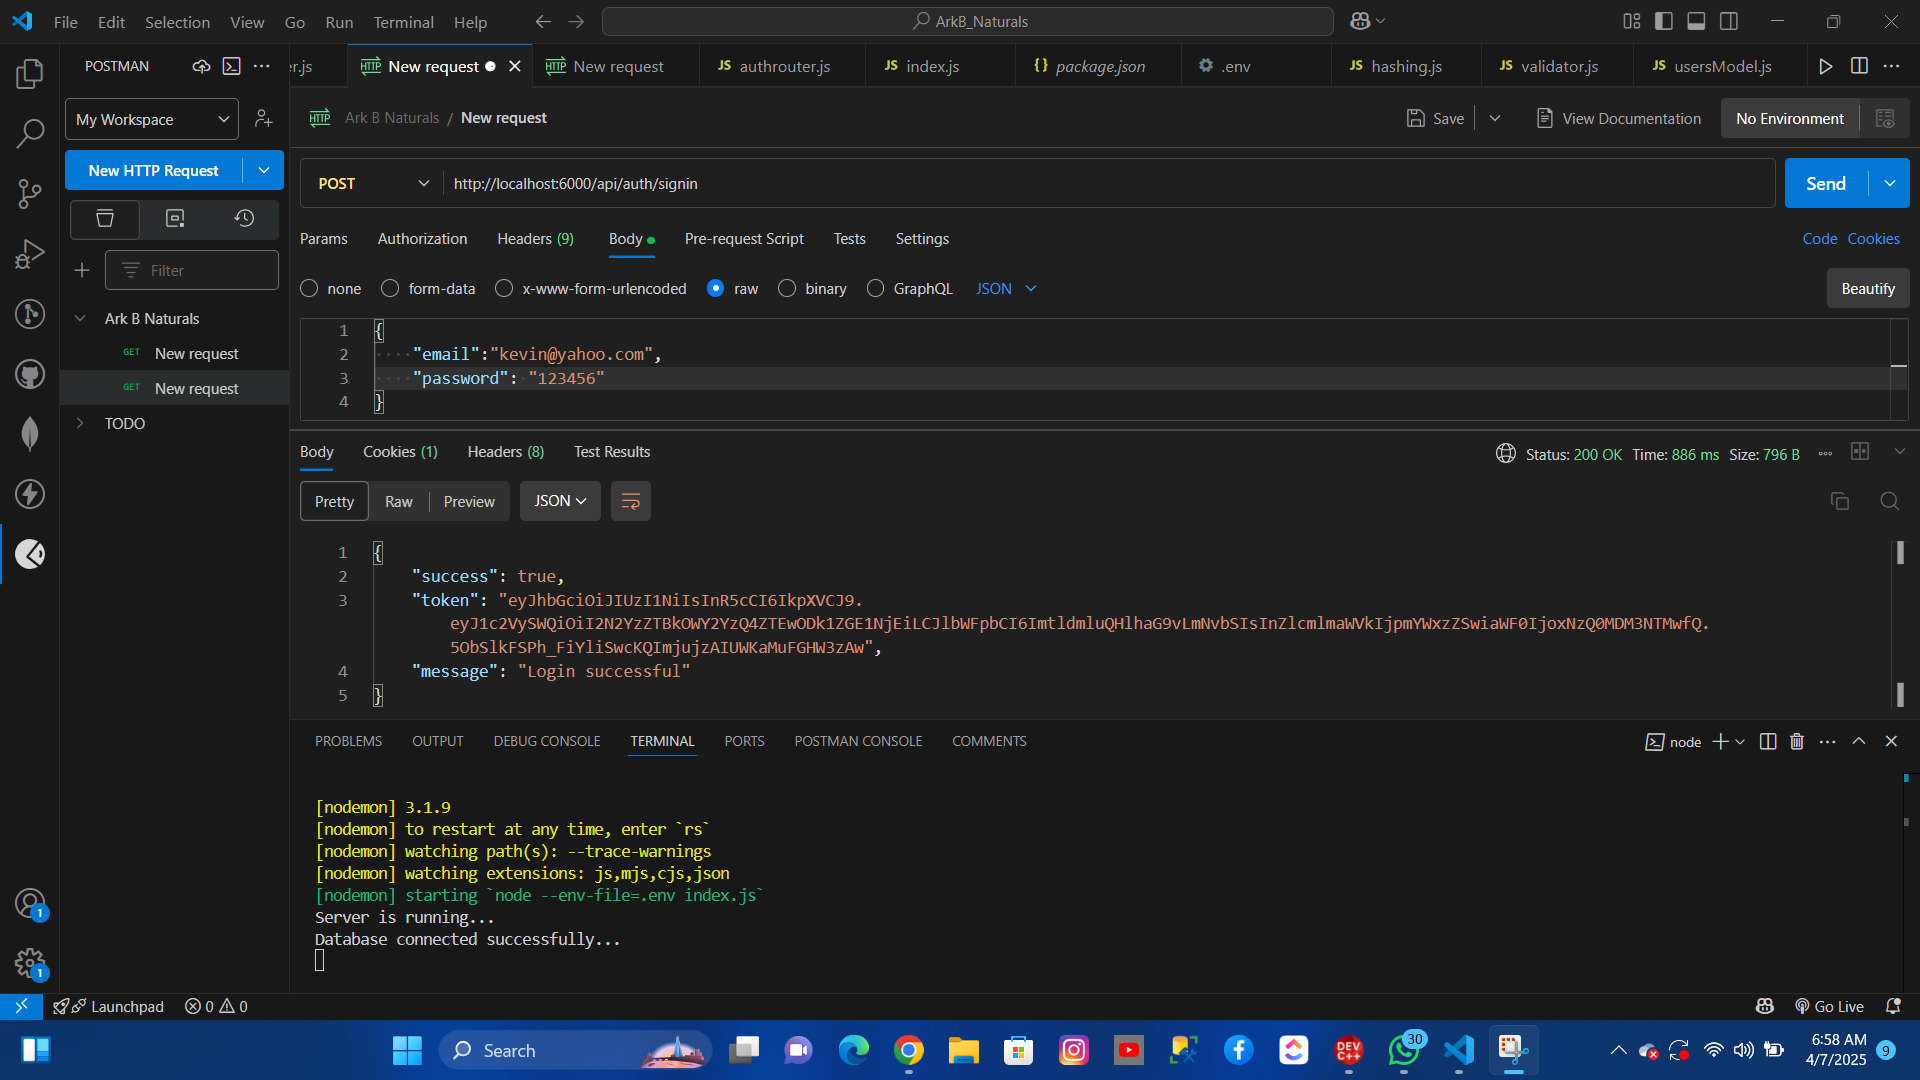 File Edit Selection View Go Run Terminal Help
ArkB_Naturals
POSTMAN
er.js
New request
New request
authrouter.js
index.js
package.json
.env
hashing.js
validator.js
usersModel.js
My Workspace
New HTTP Request
Filter
Ark B Naturals
GET New request
GET New request
TODO
Ark B Naturals / New request
Save
View Documentation
No Environment
POST
http://localhost:6000/api/auth/signin
Send
Params Authorization Headers (9) Body Pre-request Script Tests Settings
Code Cookies
none form-data x-www-form-urlencoded raw binary GraphQL JSON
Beautify
1 {
2 "email":"kevin@yahoo.com",
3 "password": "123456"
4 }
Body Cookies (1) Headers (8) Test Results
Status: 200 OK Time: 886 ms Size: 796 B
Pretty Raw Preview JSON
1 {
2 "success": true,
3 "token": "eyJhbGciOiJIUzI1NiIsInR5cCI6IkpXVCJ9.
eyJ1c2VySWQiOiI2N2YzZTBkOWY2YzQ4ZTEwODk1ZGE1NjEiLCJlbWFpbCI6ImtldmluQHlhaG9vLmNvbSIsInZlcmlmaWVkIjpmYWxzZSwiaWF0IjoxNzQ0MDM3NTMwfQ.
5ObSlkFSPh_FiYliSwcKQImjujzAIUWKaMuFGHW3zAw",
4 "message": "Login successful"
5 }
PROBLEMS OUTPUT DEBUG CONSOLE TERMINAL PORTS POSTMAN CONSOLE COMMENTS
node
[nodemon] 3.1.9
[nodemon] to restart at any time, enter `rs`
[nodemon] watching path(s): --trace-warnings
[nodemon] watching extensions: js,mjs,cjs,json
[nodemon] starting `node --env-file=.env index.js`
Server is running...
Database connected successfully...
1
1
Launchpad
0 0
Go Live
Search
DEV C++
30
6:58 AM
4/7/2025
9